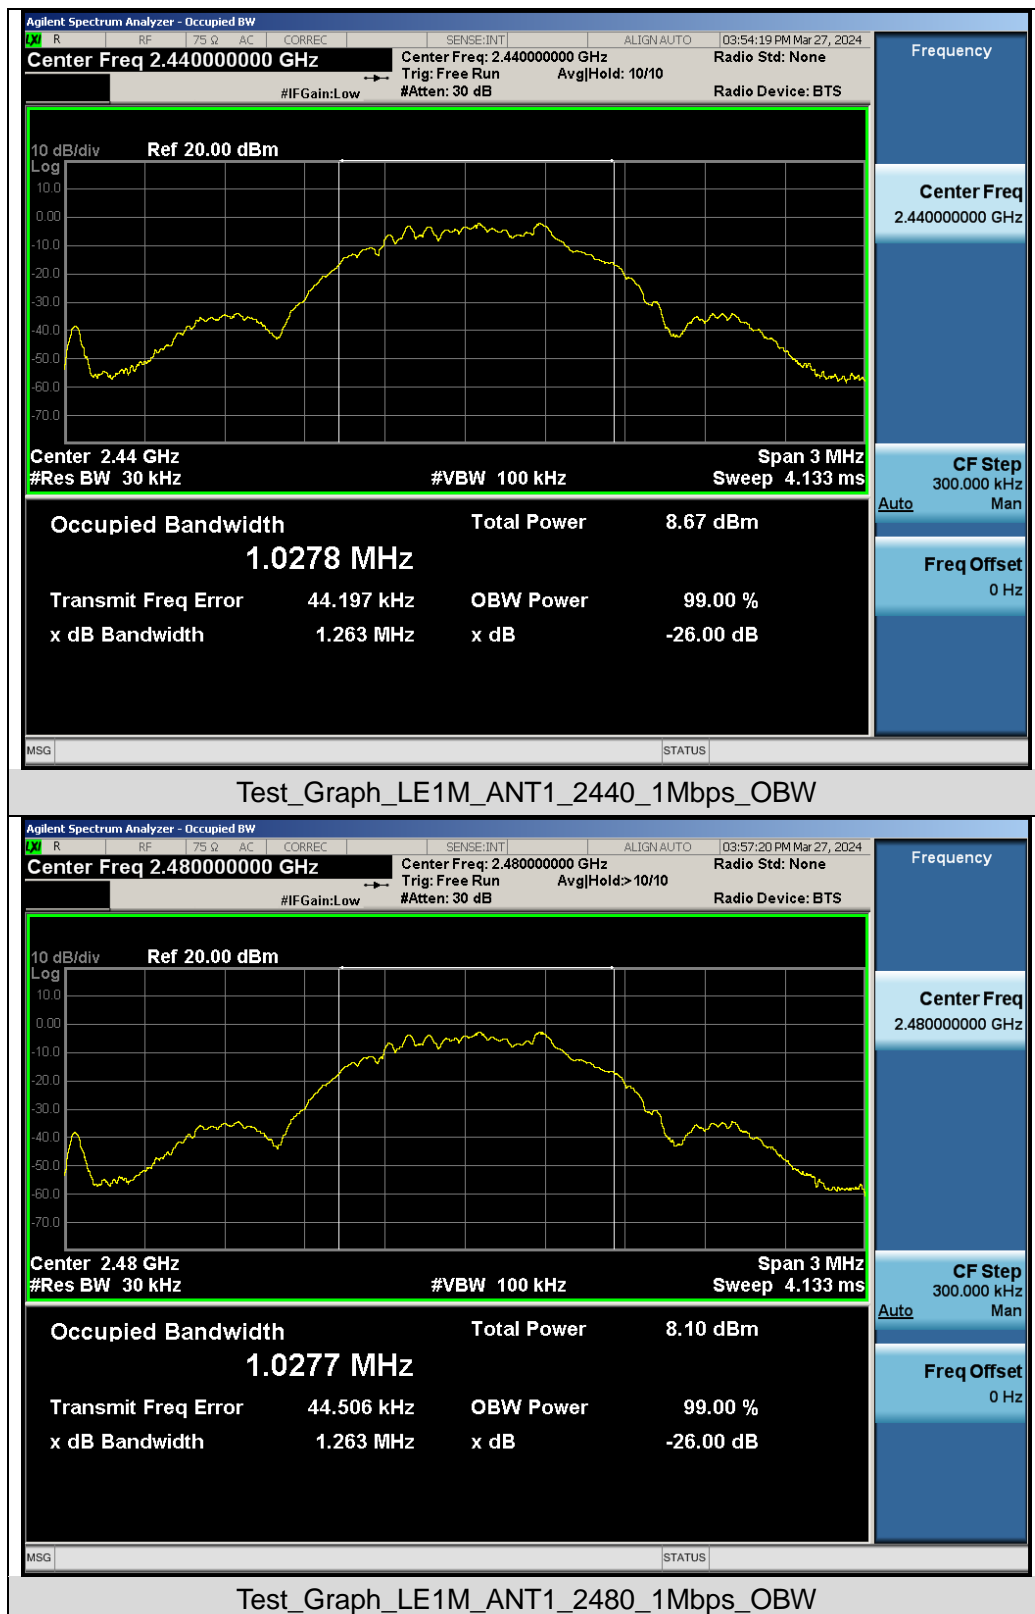 Agilent Spectrum Analyzer - Occupied BW
LXI R RF 75 Ω AC CORREC SENSE:INT ALIGN AUTO 03:54:19 PM Mar 27, 2024
Center Freq 2.440000000 GHz
Center Freq: 2.440000000 GHz Radio Std: None
Trig: Free Run Avg|Hold: 10/10
#IFGain:Low #Atten: 30 dB Radio Device: BTS
Frequency
10 dB/div Ref 20.00 dBm
Log
10.0
0.00
-10.0
-20.0
-30.0
-40.0
-50.0
-60.0
-70.0
Center Freq
2.440000000 GHz
Center 2.44 GHz Span 3 MHz
#Res BW 30 kHz #VBW 100 kHz Sweep 4.133 ms
CF Step
300.000 kHz
Auto Man
Occupied Bandwidth Total Power 8.67 dBm
1.0278 MHz
Freq Offset
0 Hz
Transmit Freq Error 44.197 kHz OBW Power 99.00 %
x dB Bandwidth 1.263 MHz x dB -26.00 dB
MSG STATUS
Test_Graph_LE1M_ANT1_2440_1Mbps_OBW
Agilent Spectrum Analyzer - Occupied BW
LXI R RF 75 Ω AC CORREC SENSE:INT ALIGN AUTO 03:57:20 PM Mar 27, 2024
Center Freq 2.480000000 GHz
Center Freq: 2.480000000 GHz Radio Std: None
Trig: Free Run Avg|Hold:>10/10
#IFGain:Low #Atten: 30 dB Radio Device: BTS
Frequency
10 dB/div Ref 20.00 dBm
Log
10.0
0.00
-10.0
-20.0
-30.0
-40.0
-50.0
-60.0
-70.0
Center Freq
2.480000000 GHz
Center 2.48 GHz Span 3 MHz
#Res BW 30 kHz #VBW 100 kHz Sweep 4.133 ms
CF Step
300.000 kHz
Auto Man
Occupied Bandwidth Total Power 8.10 dBm
1.0277 MHz
Freq Offset
0 Hz
Transmit Freq Error 44.506 kHz OBW Power 99.00 %
x dB Bandwidth 1.263 MHz x dB -26.00 dB
MSG STATUS
Test_Graph_LE1M_ANT1_2480_1Mbps_OBW